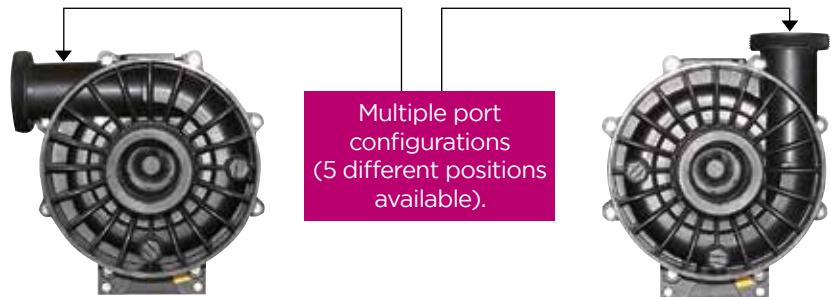 Multiple port
configurations
(5 different positions
available).